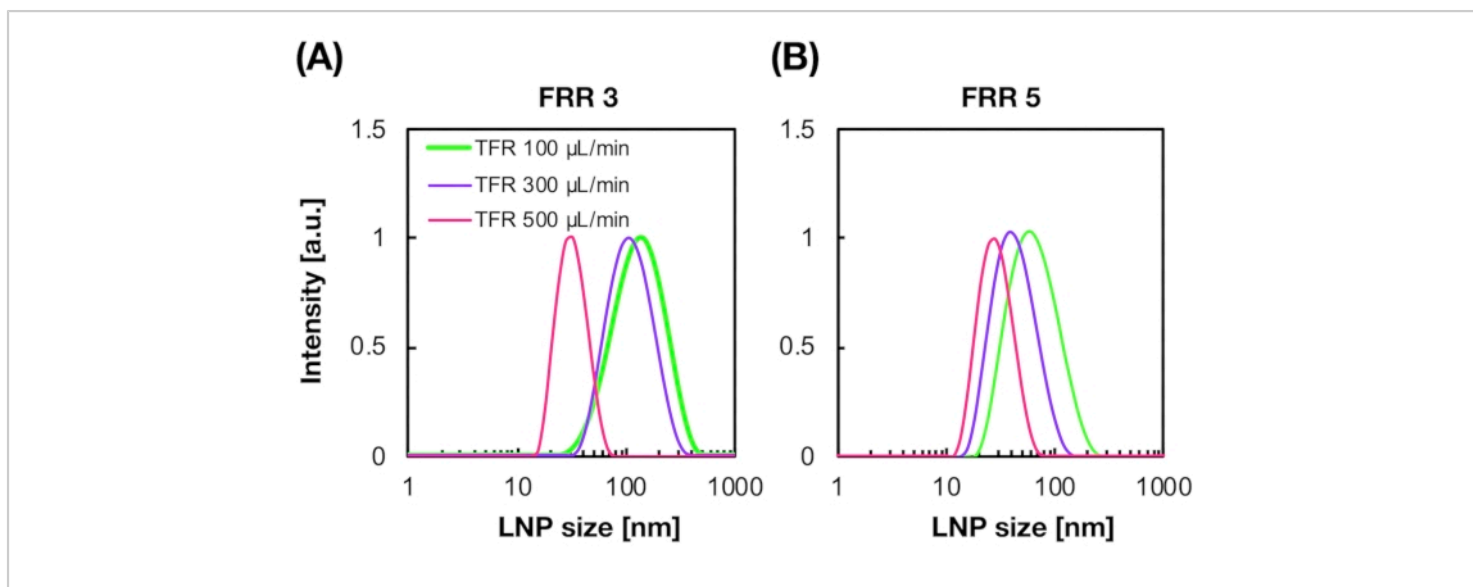 (A)
FRR 3
1.5
1
0.5
0
TFR 100 µL/min
TFR 300 µL/min
TFR 500 µL/min
Intensity [a.u.]
1 10 100 1000
LNP size [nm]
(B)
FRR 5
1.5
1
0.5
0
1 10 100 1000
LNP size [nm]